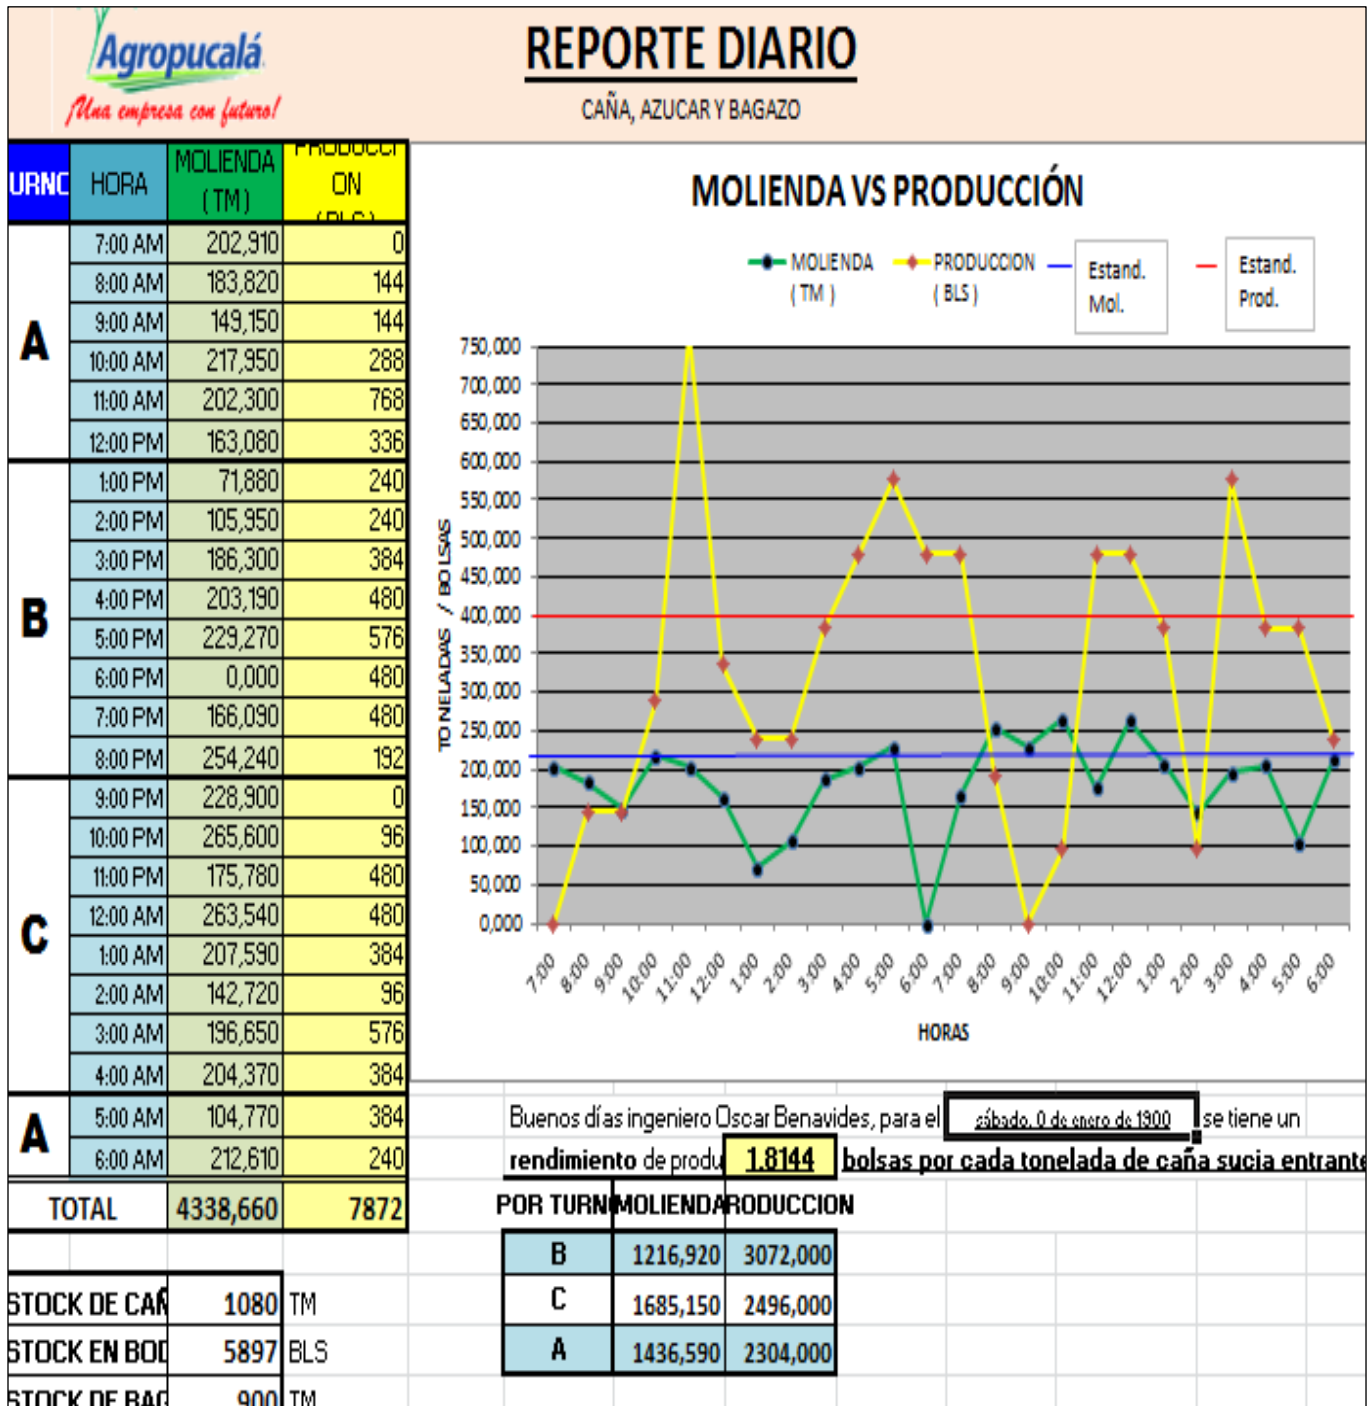 Agropucalá
¡Una empresa con futuro!
REPORTE DIARIO
CAÑA, AZUCAR Y BAGAZO
URNO HORA MOLIENDA (TM) PRODUCCI ON (BLS)
A
7:00 AM 202,910 0
8:00 AM 183,820 144
9:00 AM 149,150 144
10:00 AM 217,950 288
11:00 AM 202,300 768
12:00 PM 163,080 336
B
1:00 PM 71,880 240
2:00 PM 105,950 240
3:00 PM 186,300 384
4:00 PM 203,190 480
5:00 PM 229,270 576
6:00 PM 0,000 480
7:00 PM 166,090 480
8:00 PM 254,240 192
C
9:00 PM 228,900 0
10:00 PM 265,600 96
11:00 PM 175,780 480
12:00 AM 263,540 480
1:00 AM 207,590 384
2:00 AM 142,720 96
3:00 AM 196,650 576
4:00 AM 204,370 384
A
5:00 AM 104,770 384
6:00 AM 212,610 240
TOTAL 4338,660 7872
STOCK DE CAÑ 1080 TM
STOCK EN BOD 5897 BLS
STOCK DE BAG 900 TM
MOLIENDA VS PRODUCCIÓN
MOLIENDA (TM)
PRODUCCION (BLS)
Estand. Mol.
Estand. Prod.
TONELADAS / BOLSAS
750,000
700,000
650,000
600,000
550,000
500,000
450,000
400,000
350,000
300,000
250,000
200,000
150,000
100,000
50,000
0,000
7:00 8:00 9:00 10:00 11:00 12:00 1:00 2:00 3:00 4:00 5:00 6:00 7:00 8:00 9:00 10:00 11:00 12:00 1:00 2:00 3:00 4:00 5:00 6:00
HORAS
Buenos días ingeniero Oscar Benavides, para el sábado, 0 de enero de 1900 se tiene un
rendimiento de produ 1.8144 bolsas por cada tonelada de caña sucia entrante
POR TURN MOLIENDA RODUCCION
B 1216,920 3072,000
C 1685,150 2496,000
A 1436,590 2304,000